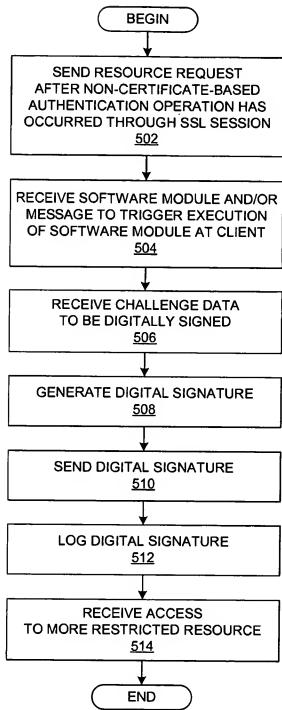 BEGIN
SEND RESOURCE REQUEST
AFTER NON-CERTIFICATE-BASED
AUTHENTICATION OPERATION HAS
OCCURRED THROUGH SSL SESSION
502
RECEIVE SOFTWARE MODULE AND/OR
MESSAGE TO TRIGGER EXECUTION
OF SOFTWARE MODULE AT CLIENT
504
RECEIVE CHALLENGE DATA
TO BE DIGITALLY SIGNED
506
GENERATE DIGITAL SIGNATURE
508
SEND DIGITAL SIGNATURE
510
LOG DIGITAL SIGNATURE
512
RECEIVE ACCESS
TO MORE RESTRICTED RESOURCE
514
END